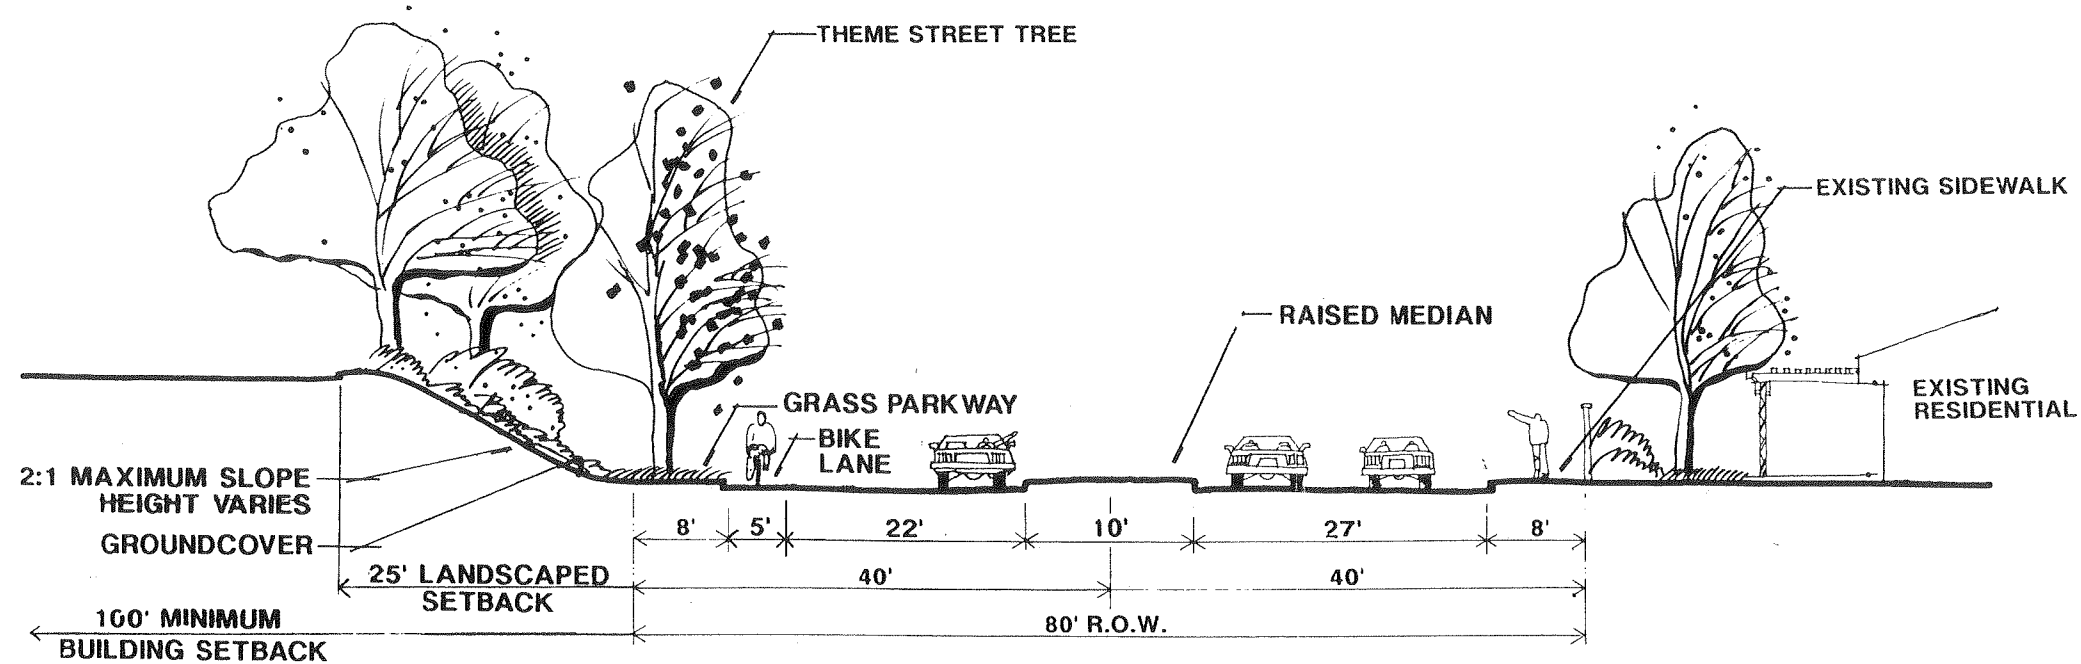 THEME STREET TREE
EXISTING SIDEWALK
RAISED MEDIAN
EXISTING
RESIDENTIAL
GRASS PARKWAY
BIKE
LANE
2:1 MAXIMUM SLOPE
HEIGHT VARIES
GROUNDCOVER
8' 5' 22' 10' 27' 8'
25' LANDSCAPED
SETBACK
40' 40'
100' MINIMUM
BUILDING SETBACK
80' R.O.W.